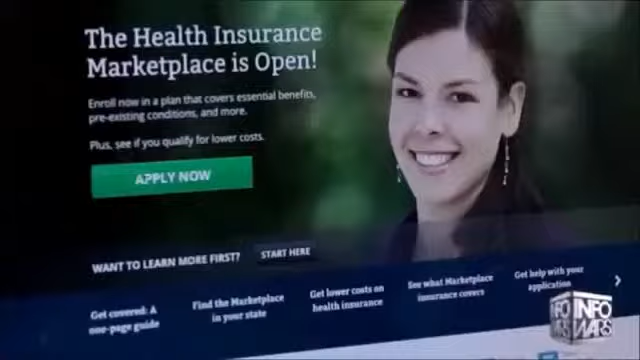 The Health Insurance
Marketplace is Open!
Enroll now in a plan that covers essential benefits,
pre-existing conditions, and more.
Plus, see if you qualify for lower costs.
APPLY NOW
WANT TO LEARN MORE FIRST?
START HERE
Get covered: A
one-page guide
Find the Marketplace
in your state
Get lower costs on
health insurance
See what Marketplace
insurance covers
Get help with your
application
INFO
WARS